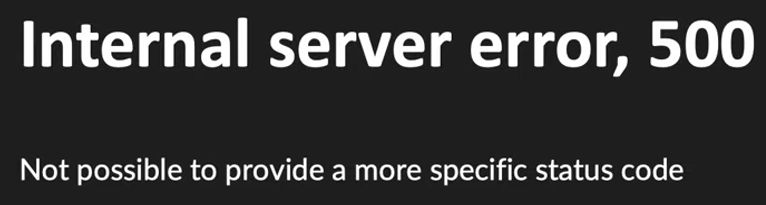 Internal server error, 500
Not possible to provide a more specific status code